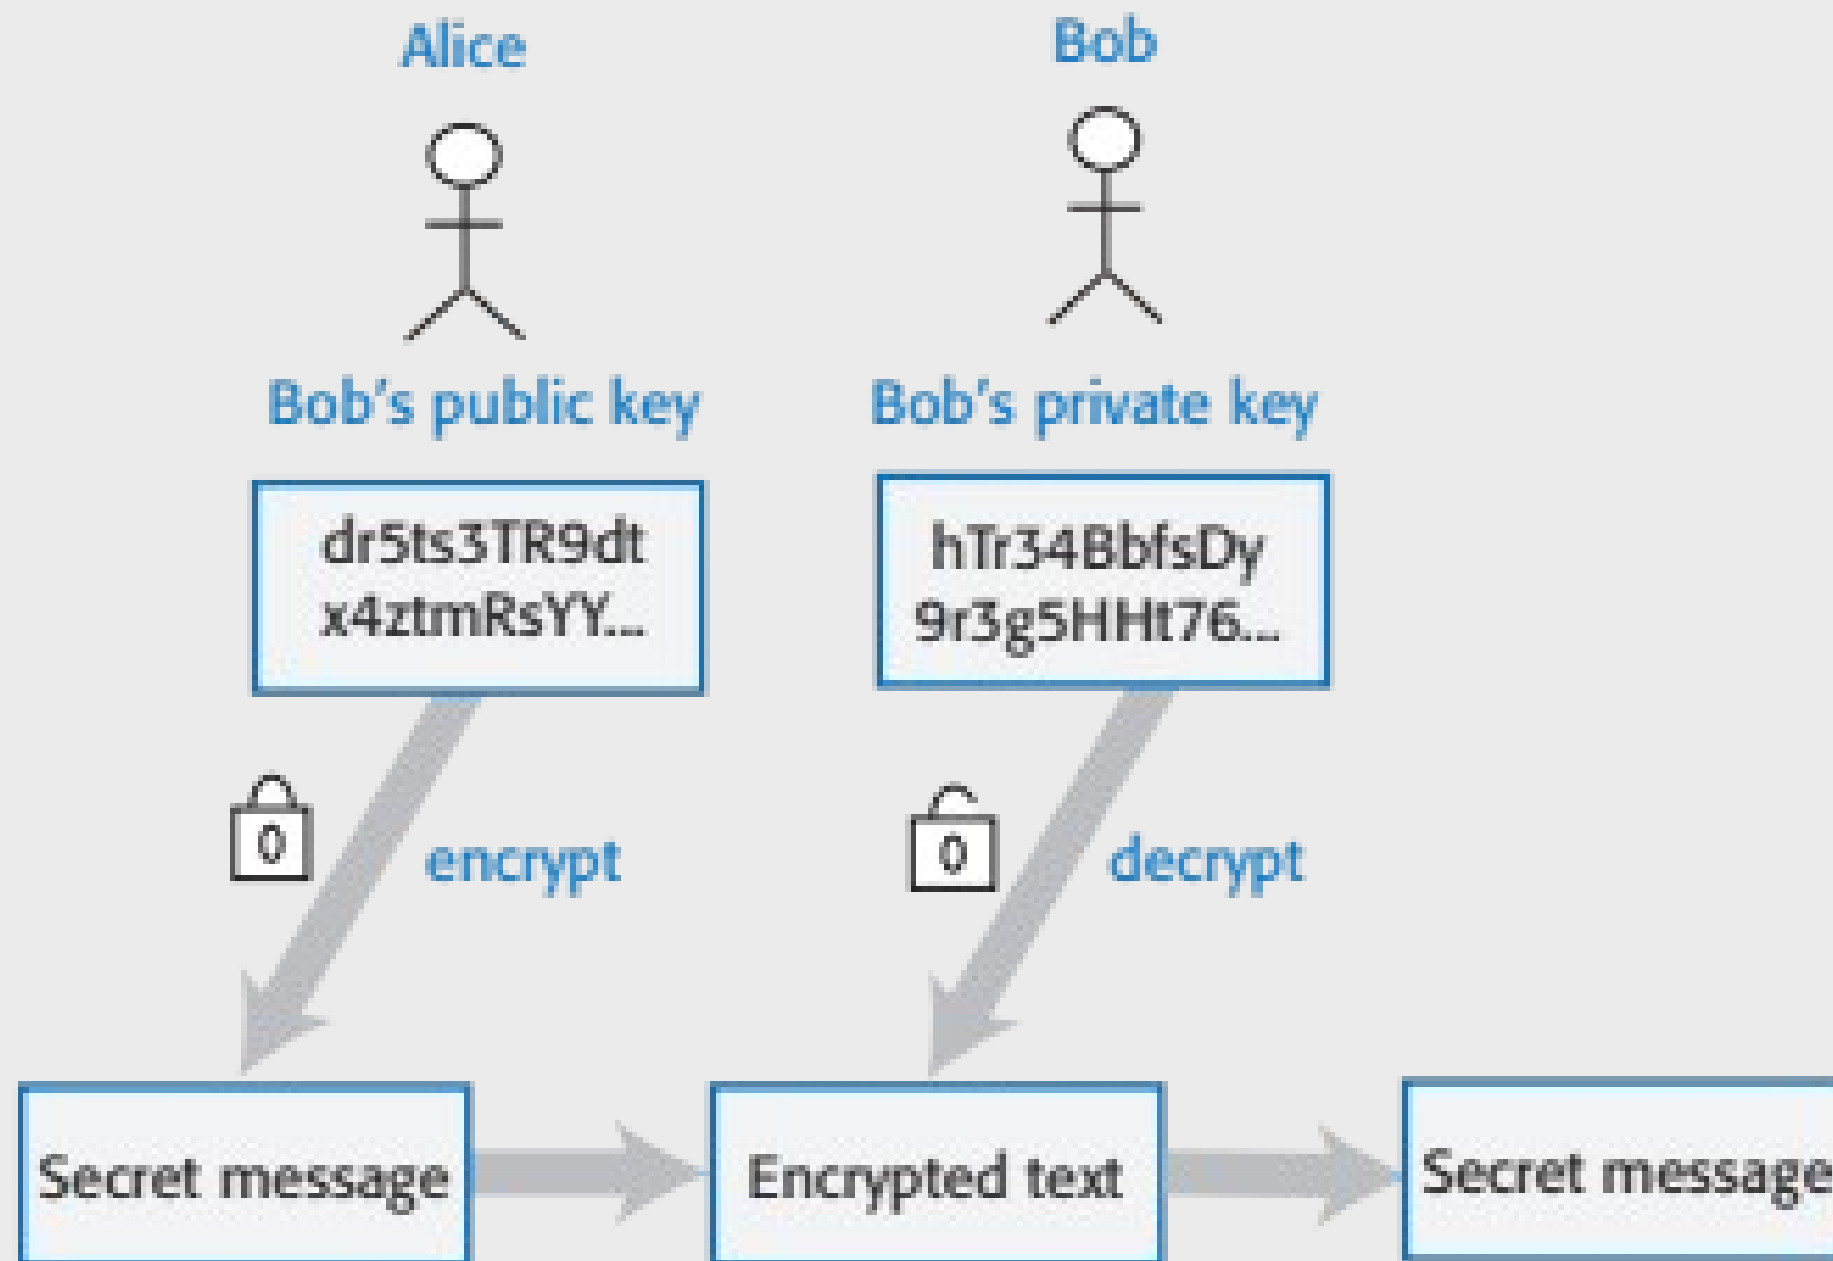 Alice
Bob
Bob's public key
Bob's private key
dr5ts3TR9dt
x4ztmRsYY...
hTr34BbfsDy
9r3g5HHt76...
0
encrypt
0
decrypt
Secret message
Encrypted text
Secret message